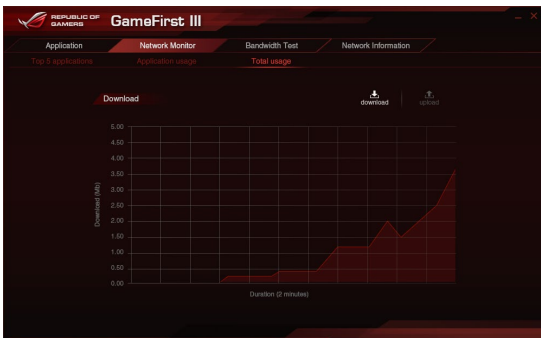 REPUBLIC OF
GAMERS
GameFirst III
Application Network Monitor Bandwidth Test Network Information
Top 5 applications Application usage Total usage
Download
download upload
5.00
4.50
4.00
3.50
3.00
2.50
2.00
1.50
1.00
0.50
0.00
Download (Mb)
Duration (2 minutes)